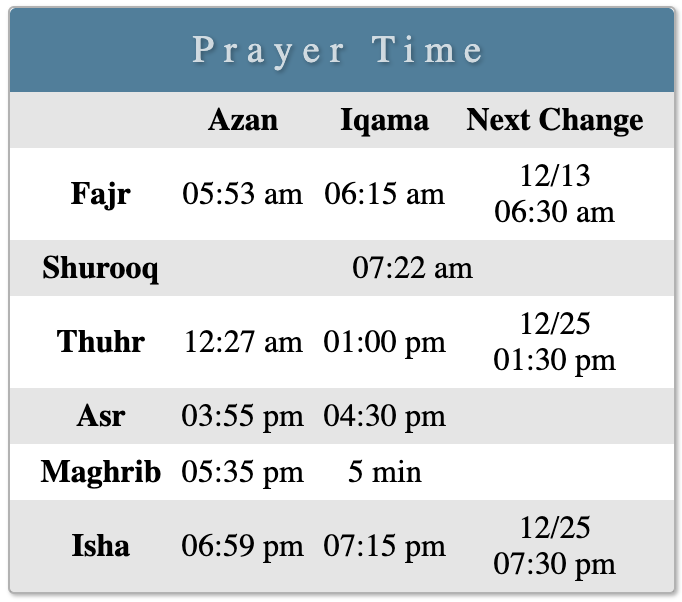 Prayer Time
Azan Iqama Next Change
Fajr 05:53 am 06:15 am 12/13
06:30 am
Shurooq 07:22 am
Thuhr 12:27 am 01:00 pm 12/25
01:30 pm
Asr 03:55 pm 04:30 pm
Maghrib 05:35 pm 5 min
Isha 06:59 pm 07:15 pm 12/25
07:30 pm